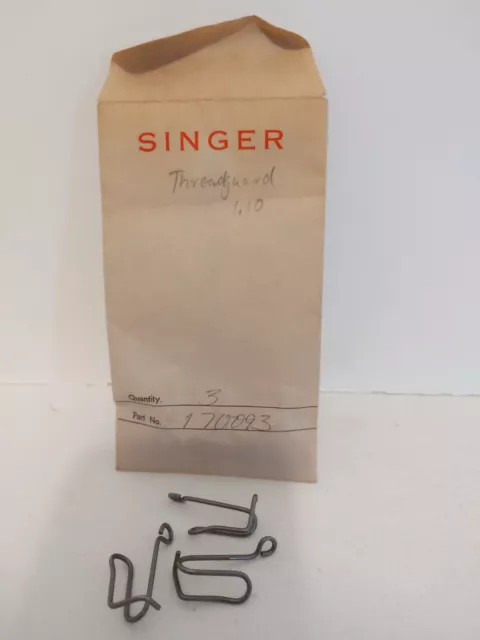 SINGER
Threadguard
1.10
Quantity. 3
Part No. 170093